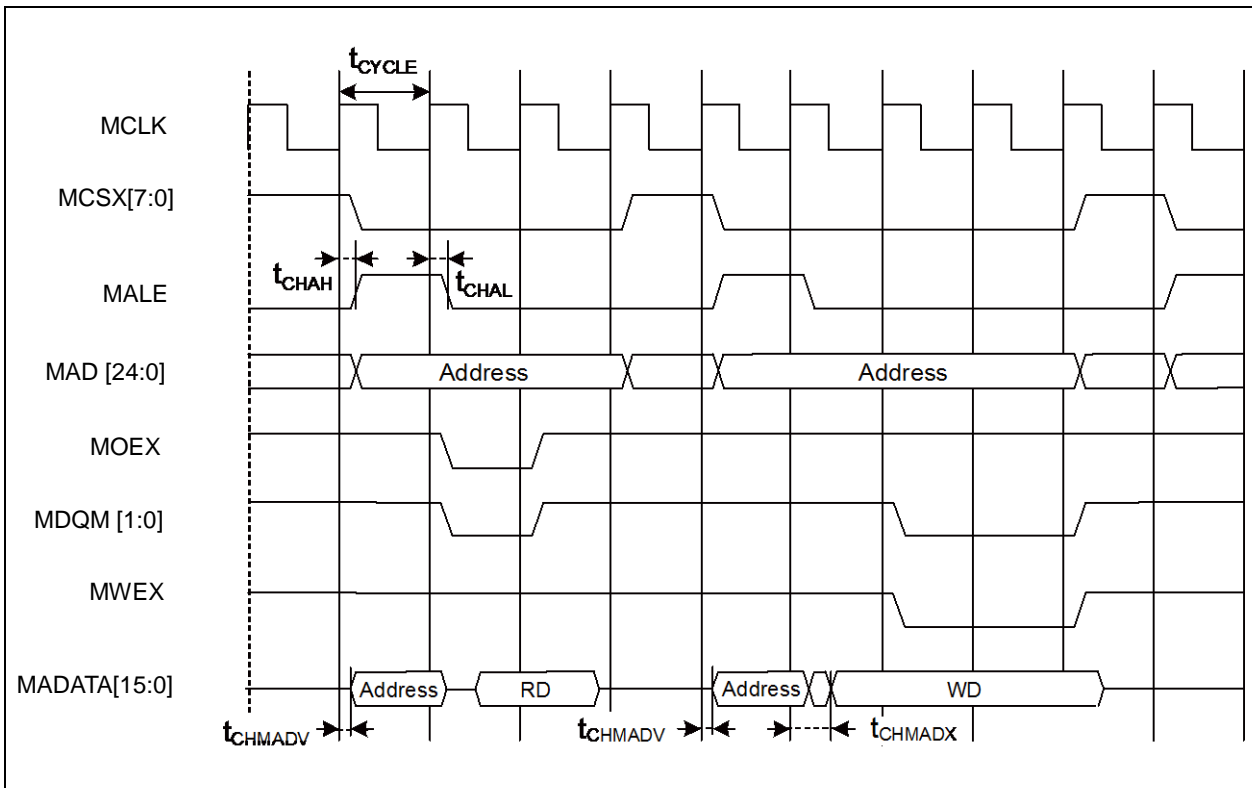 tCYCLE
MCLK
MCSX[7:0]
tCHAH
tCHAL
MALE
MAD [24:0]
Address
Address
MOEX
MDQM [1:0]
MWEX
MADATA[15:0]
Address
RD
Address
WD
tCHMADV
tCHMADV
tCHMADX